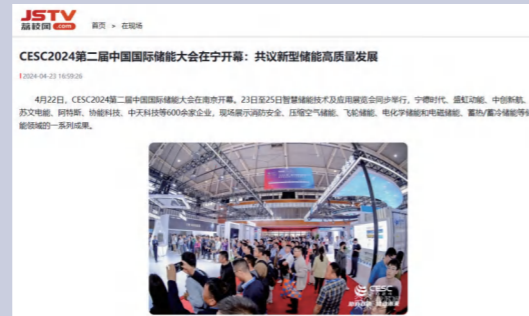 JSTV
荔枝网 .com
首页 > 在现场
CESC2024第二届中国国际储能大会在宁开幕：共议新型储能高质量发展
2024-04-23 16:59:26
4月22日，CESC2024第二届中国国际储能大会在南京开幕。23日至25日智慧储能技术及应用展览会同步举行，宁德时代、盛虹动能、中创新航、
苏文电能、阿特斯、协能科技、中天科技等600余家企业，现场展示消防安全、压缩空气储能、飞轮储能、电化学储能和电磁储能、蓄热/蓄冷储能等
能领域的一系列成果。
CESC